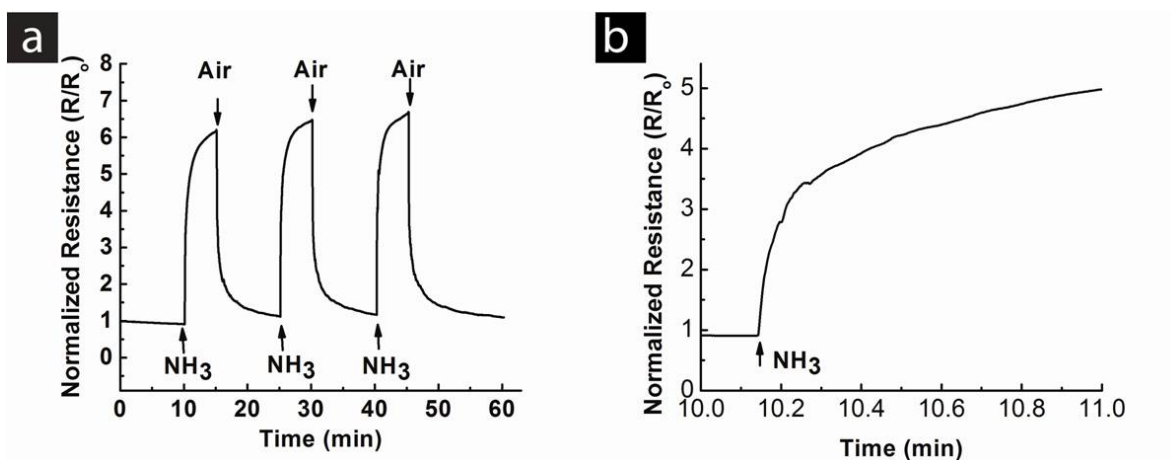 a
8
7
6
5
4
3
2
1
0
Normalized Resistance (R/Ro)
Air Air Air
NH3 NH3 NH3
0 10 20 30 40 50 60
Time (min)
b
5
4
3
2
1
0
Normalized Resistance (R/Ro)
NH3
10.0 10.2 10.4 10.6 10.8 11.0
Time (min)